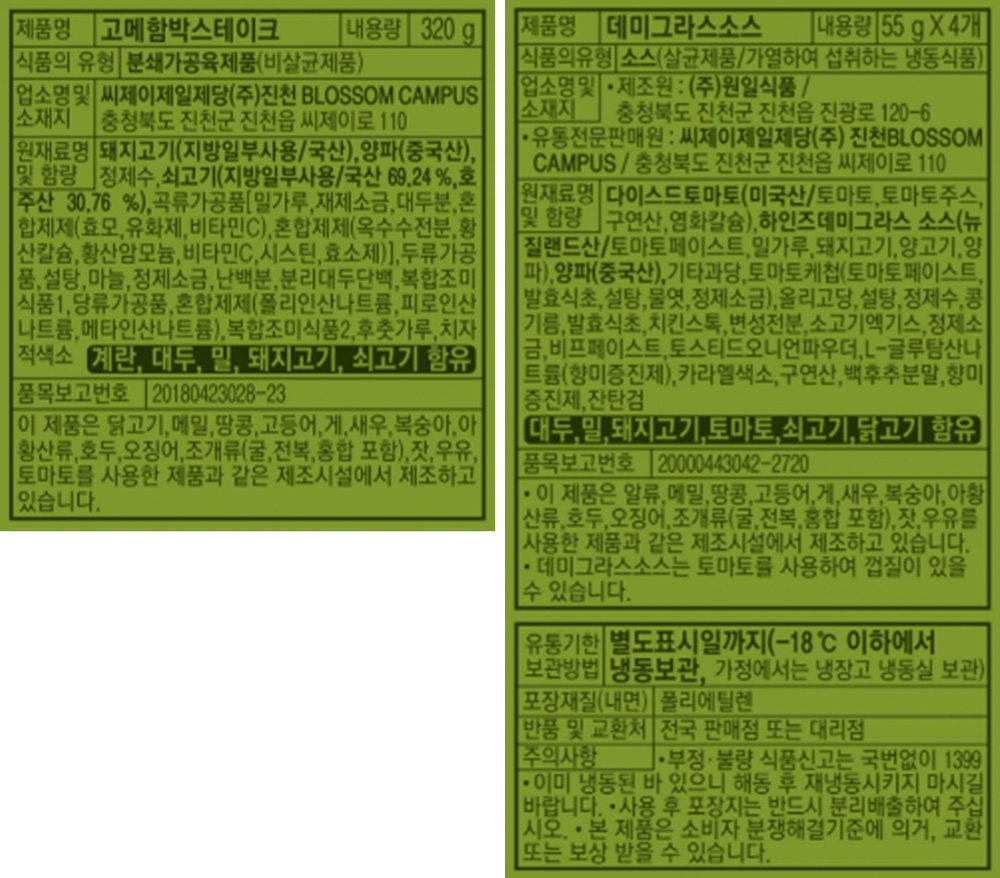 제품명 고메함박스테이크 내용량 320 g
식품의 유형 분쇄가공육제품(비살균제품)
업소명 및 소재지 씨제이제일제당(주)진천 BLOSSOM CAMPUS
충청북도 진천군 진천읍 씨제이로 110
원재료명 및 함량 돼지고기(지방일부사용/국산),양파(중국산),
정제수,쇠고기(지방일부사용/국산 69.24 %,호
주산 30.76 %),곡류가공품[밀가루,재제소금,대두분,혼
합제제(효모,유화제,비타민C),혼합제제(옥수수전분,황
산칼슘,황산암모늄,비타민C,시스틴,효소제)],두류가공
품,설탕,마늘,정제소금,난백분,분리대두단백,복합조미
식품1,당류가공품,혼합제제(폴리인산나트륨,피로인산
나트륨,메타인산나트륨),복합조미식품2,후춧가루,치자
적색소 계란, 대두, 밀, 돼지고기, 쇠고기 함유
품목보고번호 20180423028-23
이 제품은 닭고기,메밀,땅콩,고등어,게,새우,복숭아,아
황산류,호두,오징어,조개류(굴,전복,홍합 포함),잣,우유,
토마토를 사용한 제품과 같은 제조시설에서 제조하고
있습니다.
제품명 데미그라스소스 내용량 55 g X 4개
식품의유형 소스(살균제품/가열하여 섭취하는 냉동식품)
업소명 및 소재지 •제조원 : (주)원일식품 /
충청북도 진천군 진천읍 진광로 120-6
•유통전문판매원 : 씨제이제일제당(주) 진천BLOSSOM
CAMPUS / 충청북도 진천군 진천읍 씨제이로 110
원재료명 및 함량 다이스드토마토(미국산/토마토,토마토주스,
구연산,염화칼슘),하인즈데미그라스 소스(뉴
질랜드산/토마토페이스트,밀가루,돼지고기,양고기,양
파),양파(중국산),기타과당,토마토케첩(토마토페이스트,
발효식초,설탕,물엿,정제소금),올리고당,설탕,정제수,콩
기름,발효식초,치킨스톡,변성전분,소고기엑기스,정제소
금,비프페이스트,토스티드오니언파우더,L-글루탐산나
트륨(향미증진제),카라멜색소,구연산,백후추분말,향미
증진제,잔탄검
대두,밀,돼지고기,토마토,쇠고기,닭고기 함유
품목보고번호 20000443042-2720
• 이 제품은 알류,메밀,땅콩,고등어,게,새우,복숭아,아황
산류,호두,오징어,조개류(굴,전복,홍합 포함),잣,우유를
사용한 제품과 같은 제조시설에서 제조하고 있습니다.
• 데미그라스소스는 토마토를 사용하여 껍질이 있을
수 있습니다.
유통기한 별도표시일까지(-18℃ 이하에서
보관방법 냉동보관, 가정에서는 냉장고 냉동실 보관)
포장재질(내면) 폴리에틸렌
반품 및 교환처 전국 판매점 또는 대리점
주의사항 •부정·불량 식품신고는 국번없이 1399
•이미 냉동된 바 있으니 해동 후 재냉동시키지 마시길
바랍니다. •사용 후 포장지는 반드시 분리배출하여 주십
시오. • 본 제품은 소비자 분쟁해결기준에 의거, 교환
또는 보상 받을 수 있습니다.